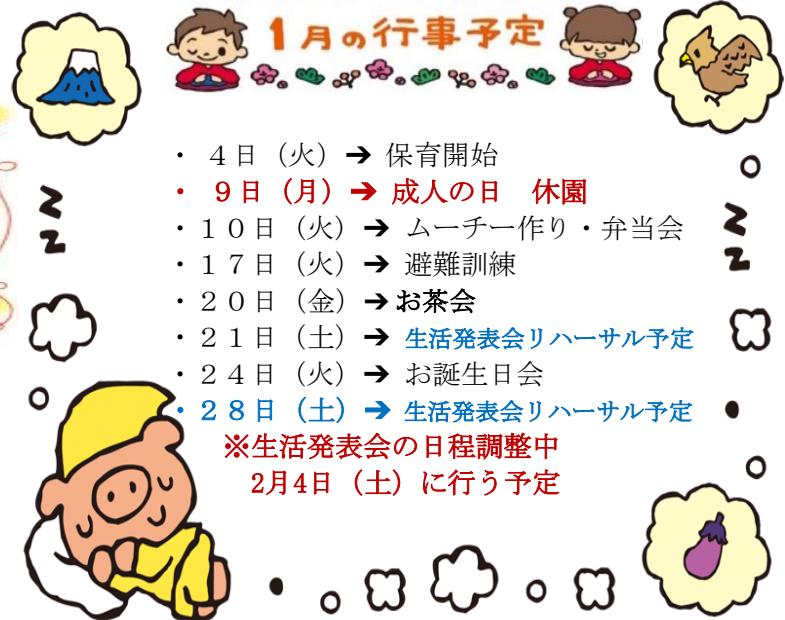 1月の行事予定
・ ４日（火）➔ 保育開始
・ ９日（月）➔ 成人の日　休園
・１０日（火）➔ ムーチー作り・弁当会
・１７日（火）➔ 避難訓練
・２０日（金）➔お茶会
・２１日（土）➔ 生活発表会リハーサル予定
・２４日（火）➔ お誕生日会
・２８日（土）➔ 生活発表会リハーサル予定
※生活発表会の日程調整中
2月4日（土）に行う予定